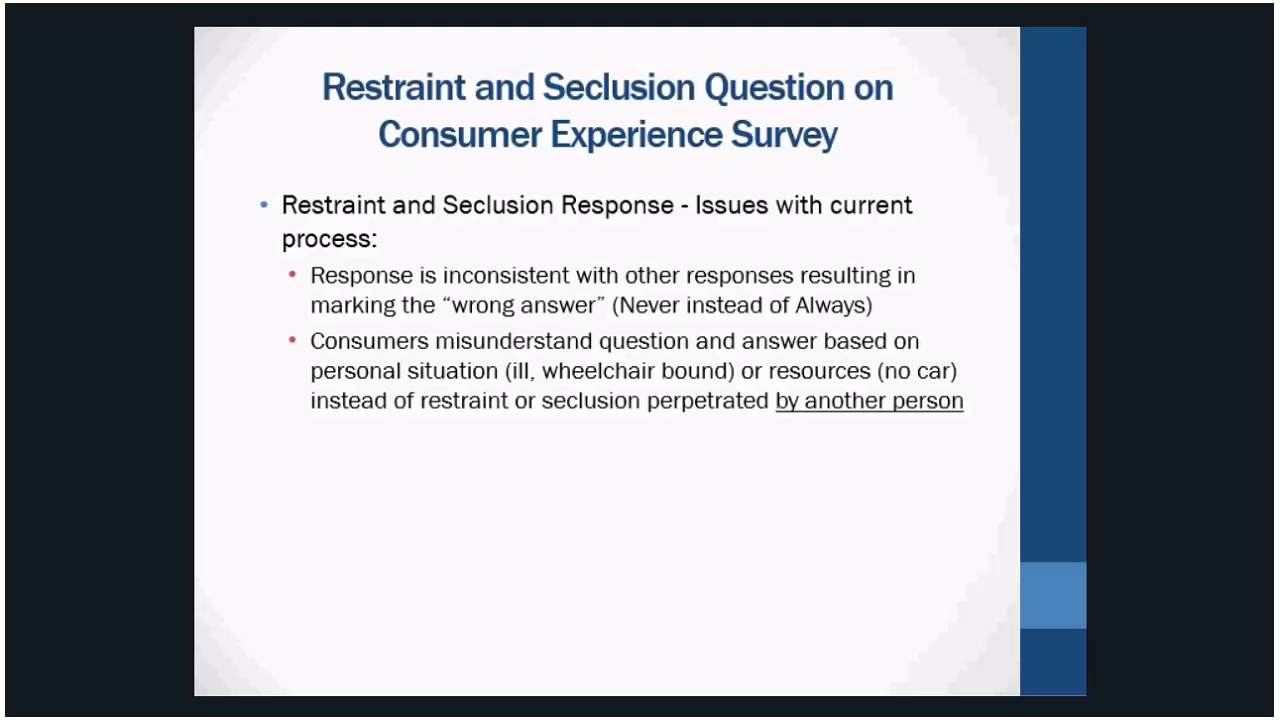 Restraint and Seclusion Question on
Consumer Experience Survey
• Restraint and Seclusion Response - Issues with current
process:
• Response is inconsistent with other responses resulting in
marking the “wrong answer” (Never instead of Always)
• Consumers misunderstand question and answer based on
personal situation (ill, wheelchair bound) or resources (no car)
instead of restraint or seclusion perpetrated by another person